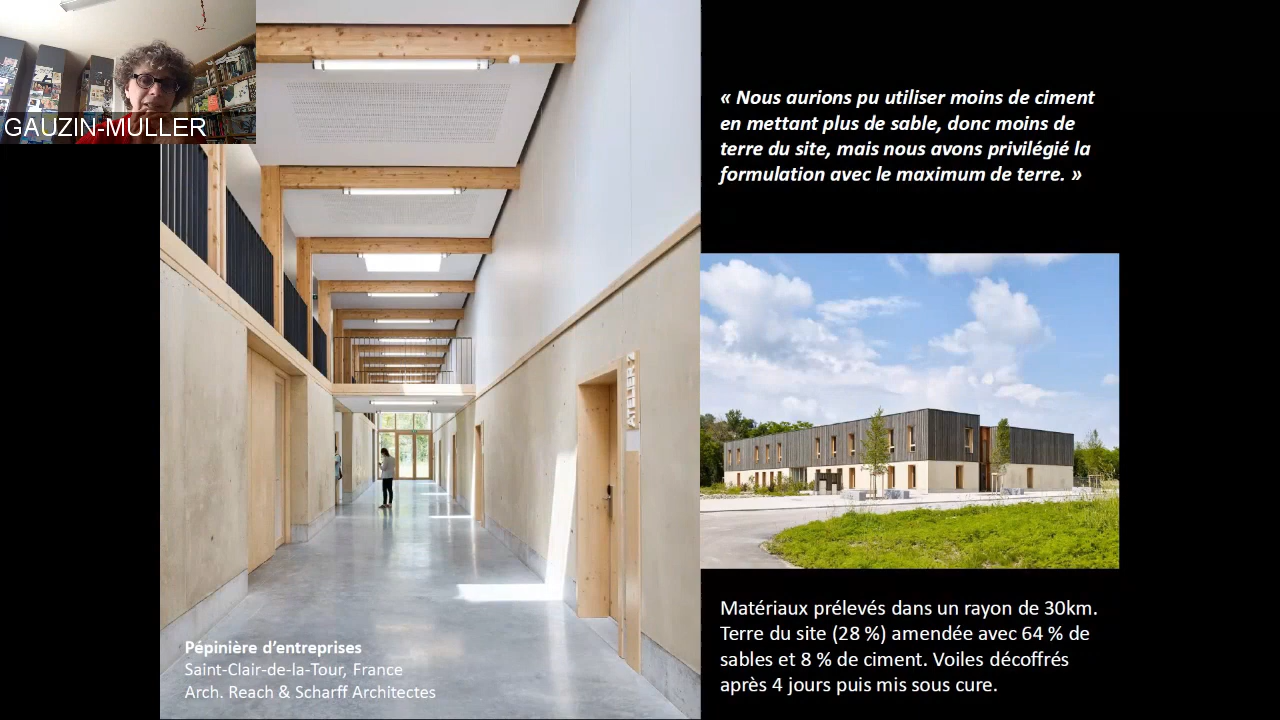 GAUZIN-MULLER
« Nous aurions pu utiliser moins de ciment
en mettant plus de sable, donc moins de
terre du site, mais nous avons privilégié la
formulation avec le maximum de terre. »
Pépinière d’entreprises
Saint-Clair-de-la-Tour, France
Arch. Reach & Scharff Architectes
Matériaux prélevés dans un rayon de 30km.
Terre du site (28 %) amendée avec 64 % de
sables et 8 % de ciment. Voiles décoffrés
après 4 jours puis mis sous cure.